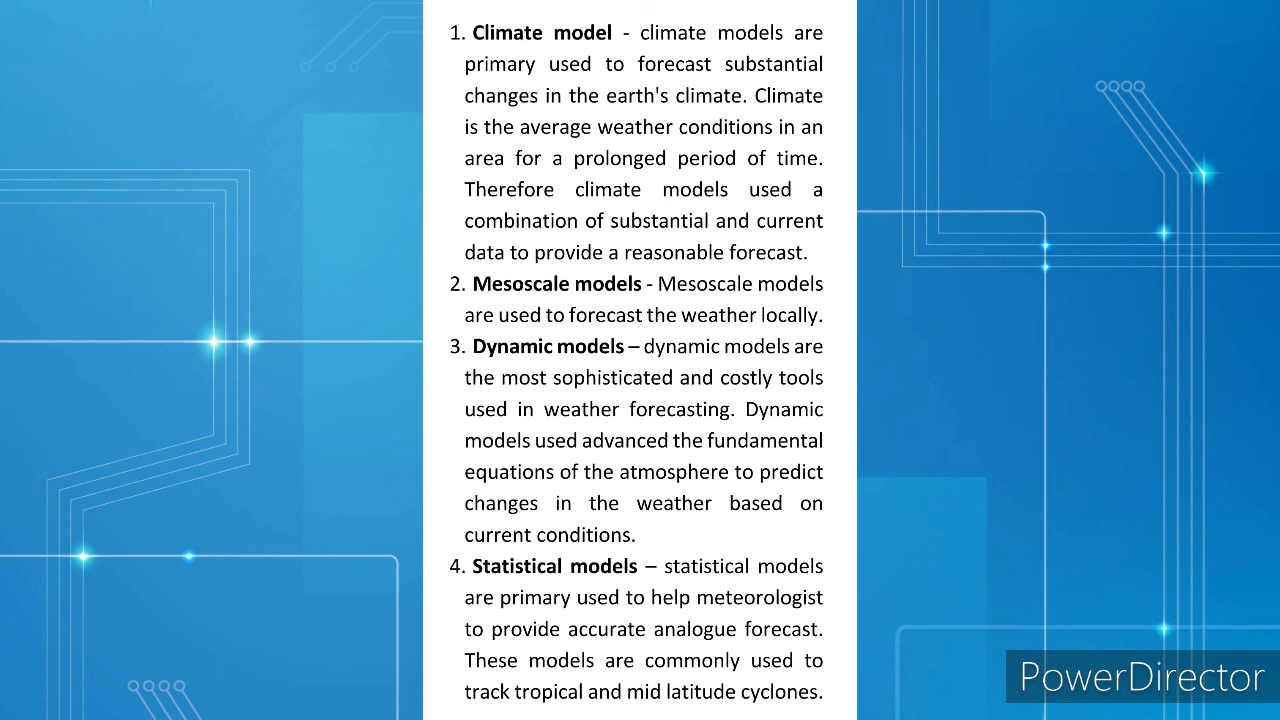 1. Climate model - climate models are
primary used to forecast substantial
changes in the earth's climate. Climate
is the average weather conditions in an
area for a prolonged period of time.
Therefore climate models used a
combination of substantial and current
data to provide a reasonable forecast.
2. Mesoscale models - Mesoscale models
are used to forecast the weather locally.
3. Dynamic models – dynamic models are
the most sophisticated and costly tools
used in weather forecasting. Dynamic
models used advanced the fundamental
equations of the atmosphere to predict
changes in the weather based on
current conditions.
4. Statistical models – statistical models
are primary used to help meteorologist
to provide accurate analogue forecast.
These models are commonly used to
track tropical and mid latitude cyclones.
PowerDirector